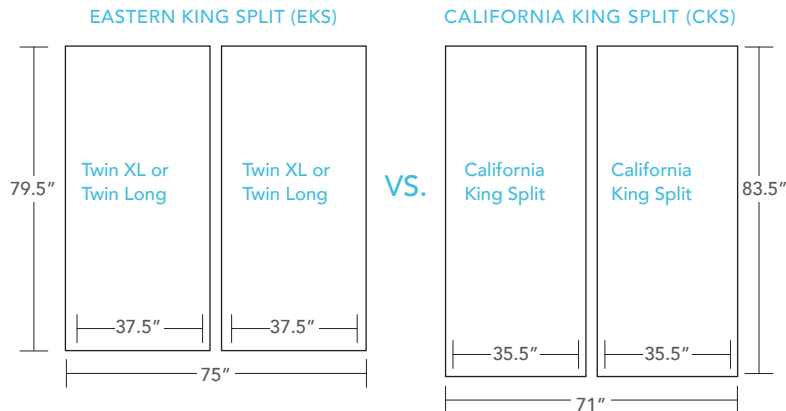 EASTERN KING SPLIT (EKS)
CALIFORNIA KING SPLIT (CKS)
Twin XL or
Twin Long
Twin XL or
Twin Long
79.5”
VS.
California
King Split
California
King Split
83.5”
37.5”
37.5”
35.5”
35.5”
75”
71”